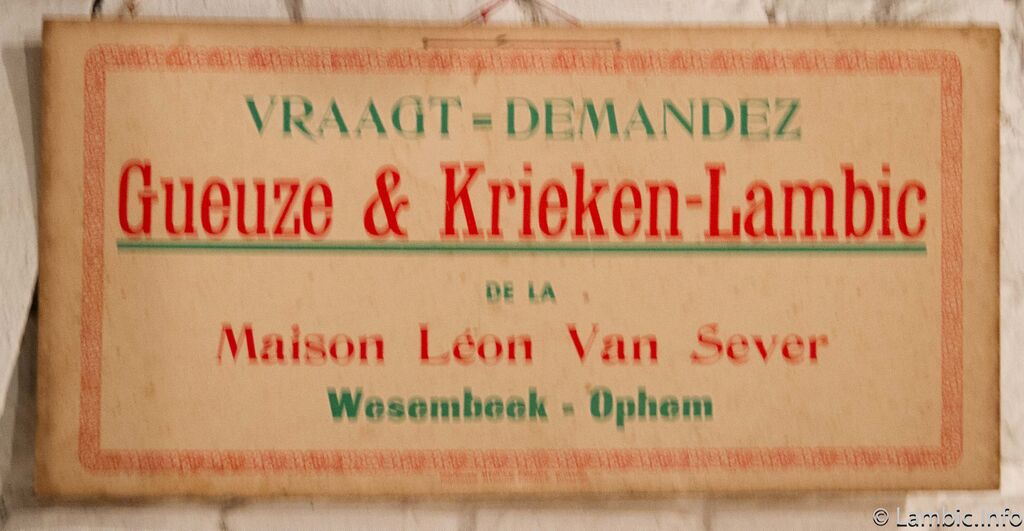 VRAAGT = DEMANDEZ
Gueuze & Krieken-Lambic
DE LA
Maison Léon Van Sever
Wesembeek - Ophem
© Lambic.Info